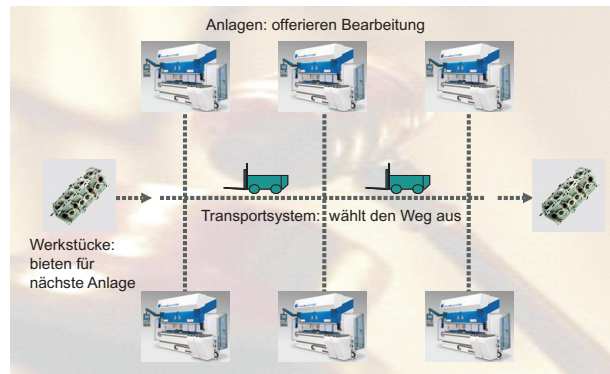 Anlagen: offerieren Bearbeitung
Transportsystem: wählt den Weg aus
Werkstücke:
bieten für
nächste Anlage